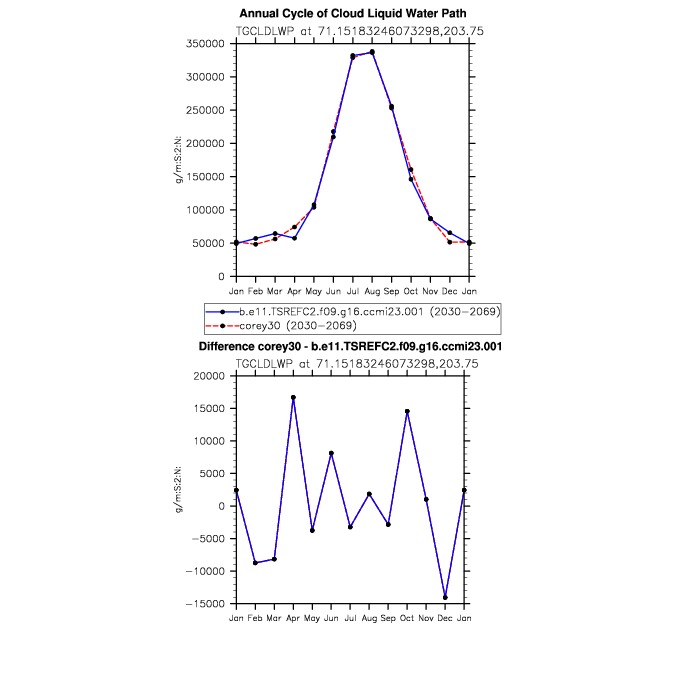 Annual Cycle of Cloud Liquid Water Path
TGCLDLWP at 71.15183246073298,203.75
350000
300000
250000
200000
150000
100000
50000
0
g/m:S:2:N:
Jan Feb Mar Apr May Jun Jul Aug Sep Oct Nov Dec Jan
b.e11.TSREFC2.f09.g16.ccmi23.001 (2030-2069)
corey30 (2030-2069)
Difference corey30 - b.e11.TSREFC2.f09.g16.ccmi23.001
TGCLDLWP at 71.15183246073298,203.75
20000
15000
10000
5000
0
-5000
-10000
-15000
g/m:S:2:N:
Jan Feb Mar Apr May Jun Jul Aug Sep Oct Nov Dec Jan